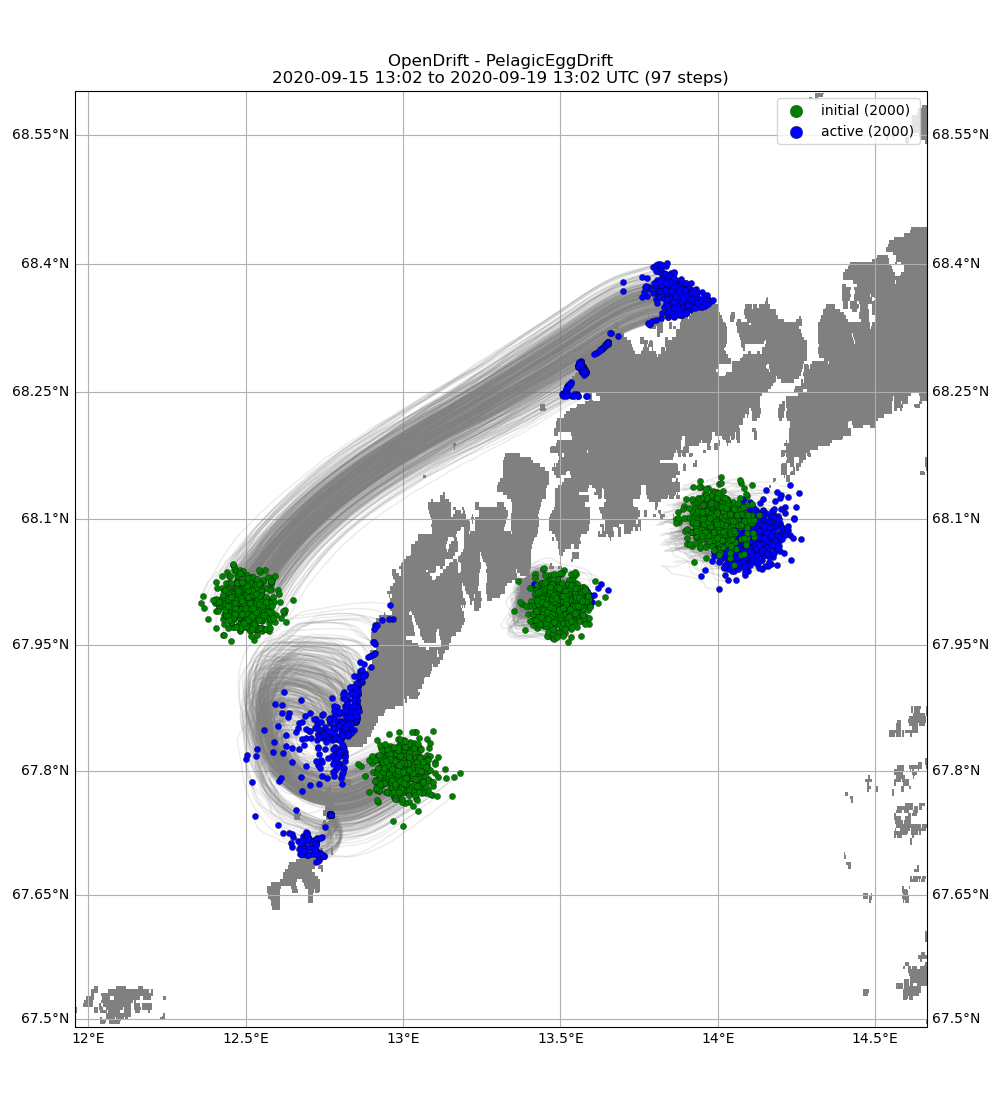 OpenDrift - PelagicEggDrift
2020-09-15 13:02 to 2020-09-19 13:02 UTC (97 steps)
initial (2000)
active (2000)
68.55°N
68.55°N
68.4°N
68.4°N
68.25°N
68.25°N
68.1°N
68.1°N
67.95°N
67.95°N
67.8°N
67.8°N
67.65°N
67.65°N
67.5°N
67.5°N
12°E
12.5°E
13°E
13.5°E
14°E
14.5°E